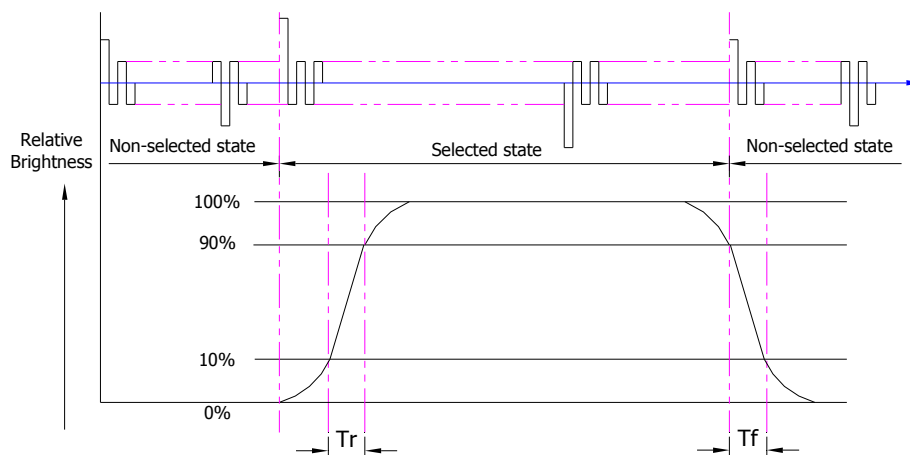 Relative
Brightness
Non-selected state
Selected state
Non-selected state
100%
90%
10%
0%
Tr
Tf